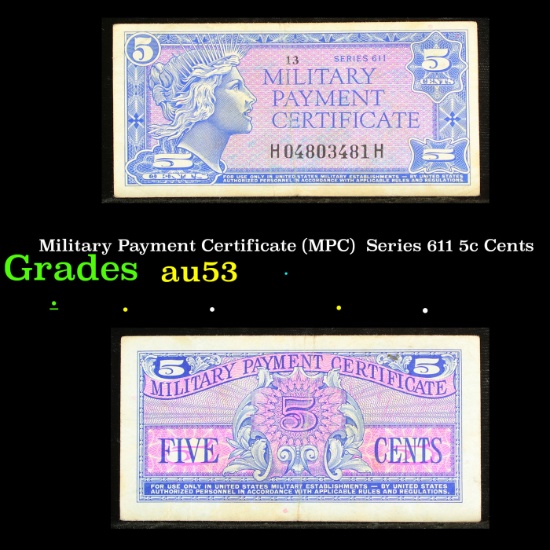 5
13 SERIES 611
5
CENTS
MILITARY
PAYMENT
CERTIFICATE
H04803481H
5
CENTS
5
FOR USE ONLY IN UNITED STATES MILITARY ESTABLISHMENTS — BY UNITED STATES
AUTHORIZED PERSONNEL IN ACCORDANCE WITH APPLICABLE RULES AND REGULATIONS.
Military Payment Certificate (MPC) Series 611 5c Cents
Grades au53
5 5
MILITARY PAYMENT CERTIFICATE
5
FIVE CENTS
FOR USE ONLY IN UNITED STATES MILITARY ESTABLISHMENTS — BY UNITED STATES
AUTHORIZED PERSONNEL IN ACCORDANCE WITH APPLICABLE RULES AND REGULATIONS.